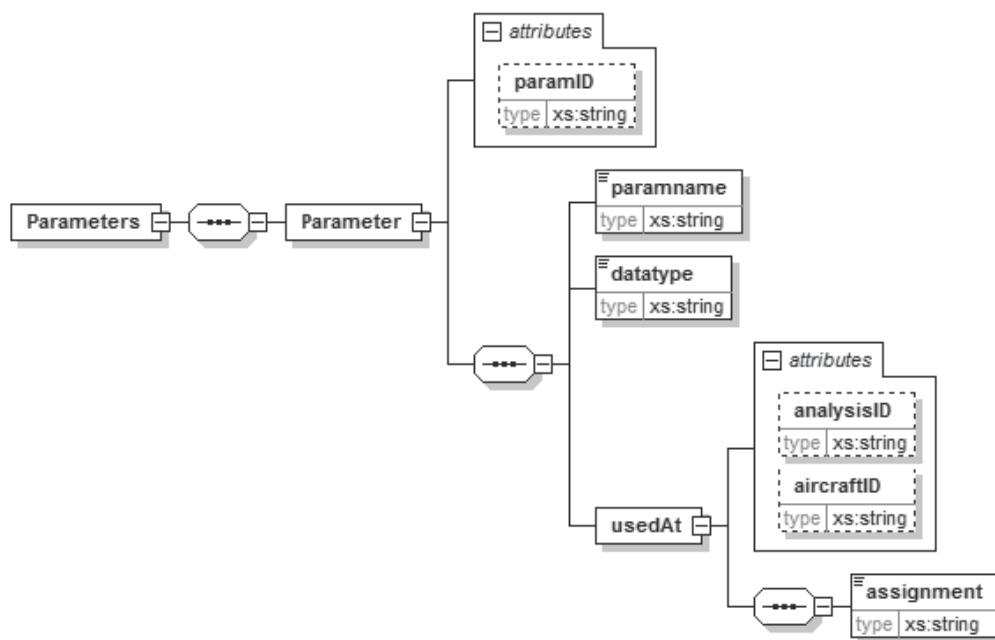 attributes
paramID
type xs:string
Parameters
Parameter
paramname
type xs:string
datatype
type xs:string
attributes
analysisID
type xs:string
aircraftID
type xs:string
usedAt
assignment
type xs:string